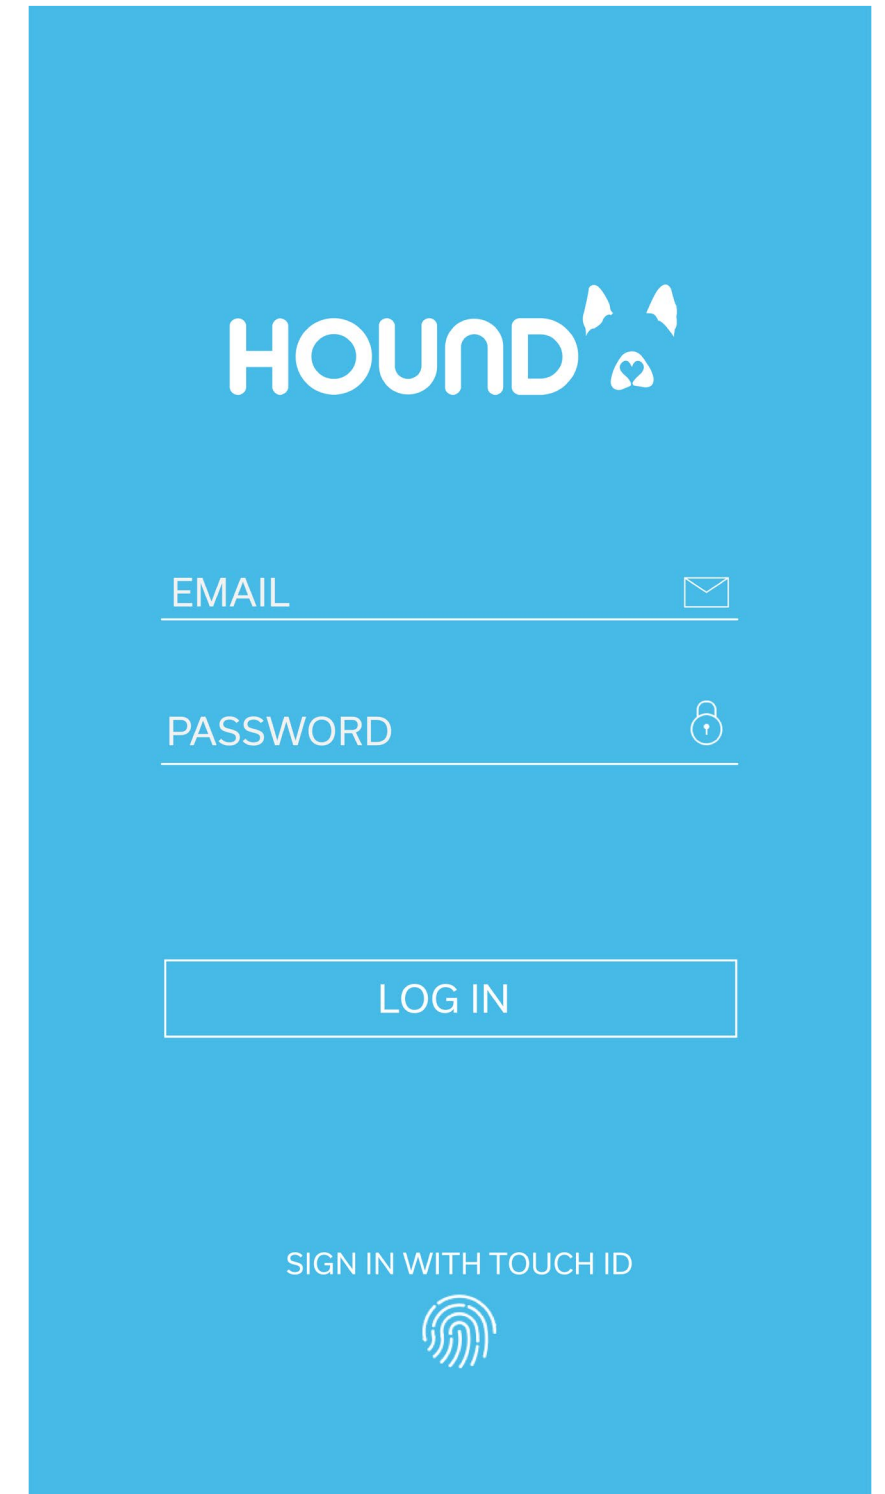 HOUND
EMAIL
PASSWORD
LOG IN
SIGN IN WITH TOUCH ID